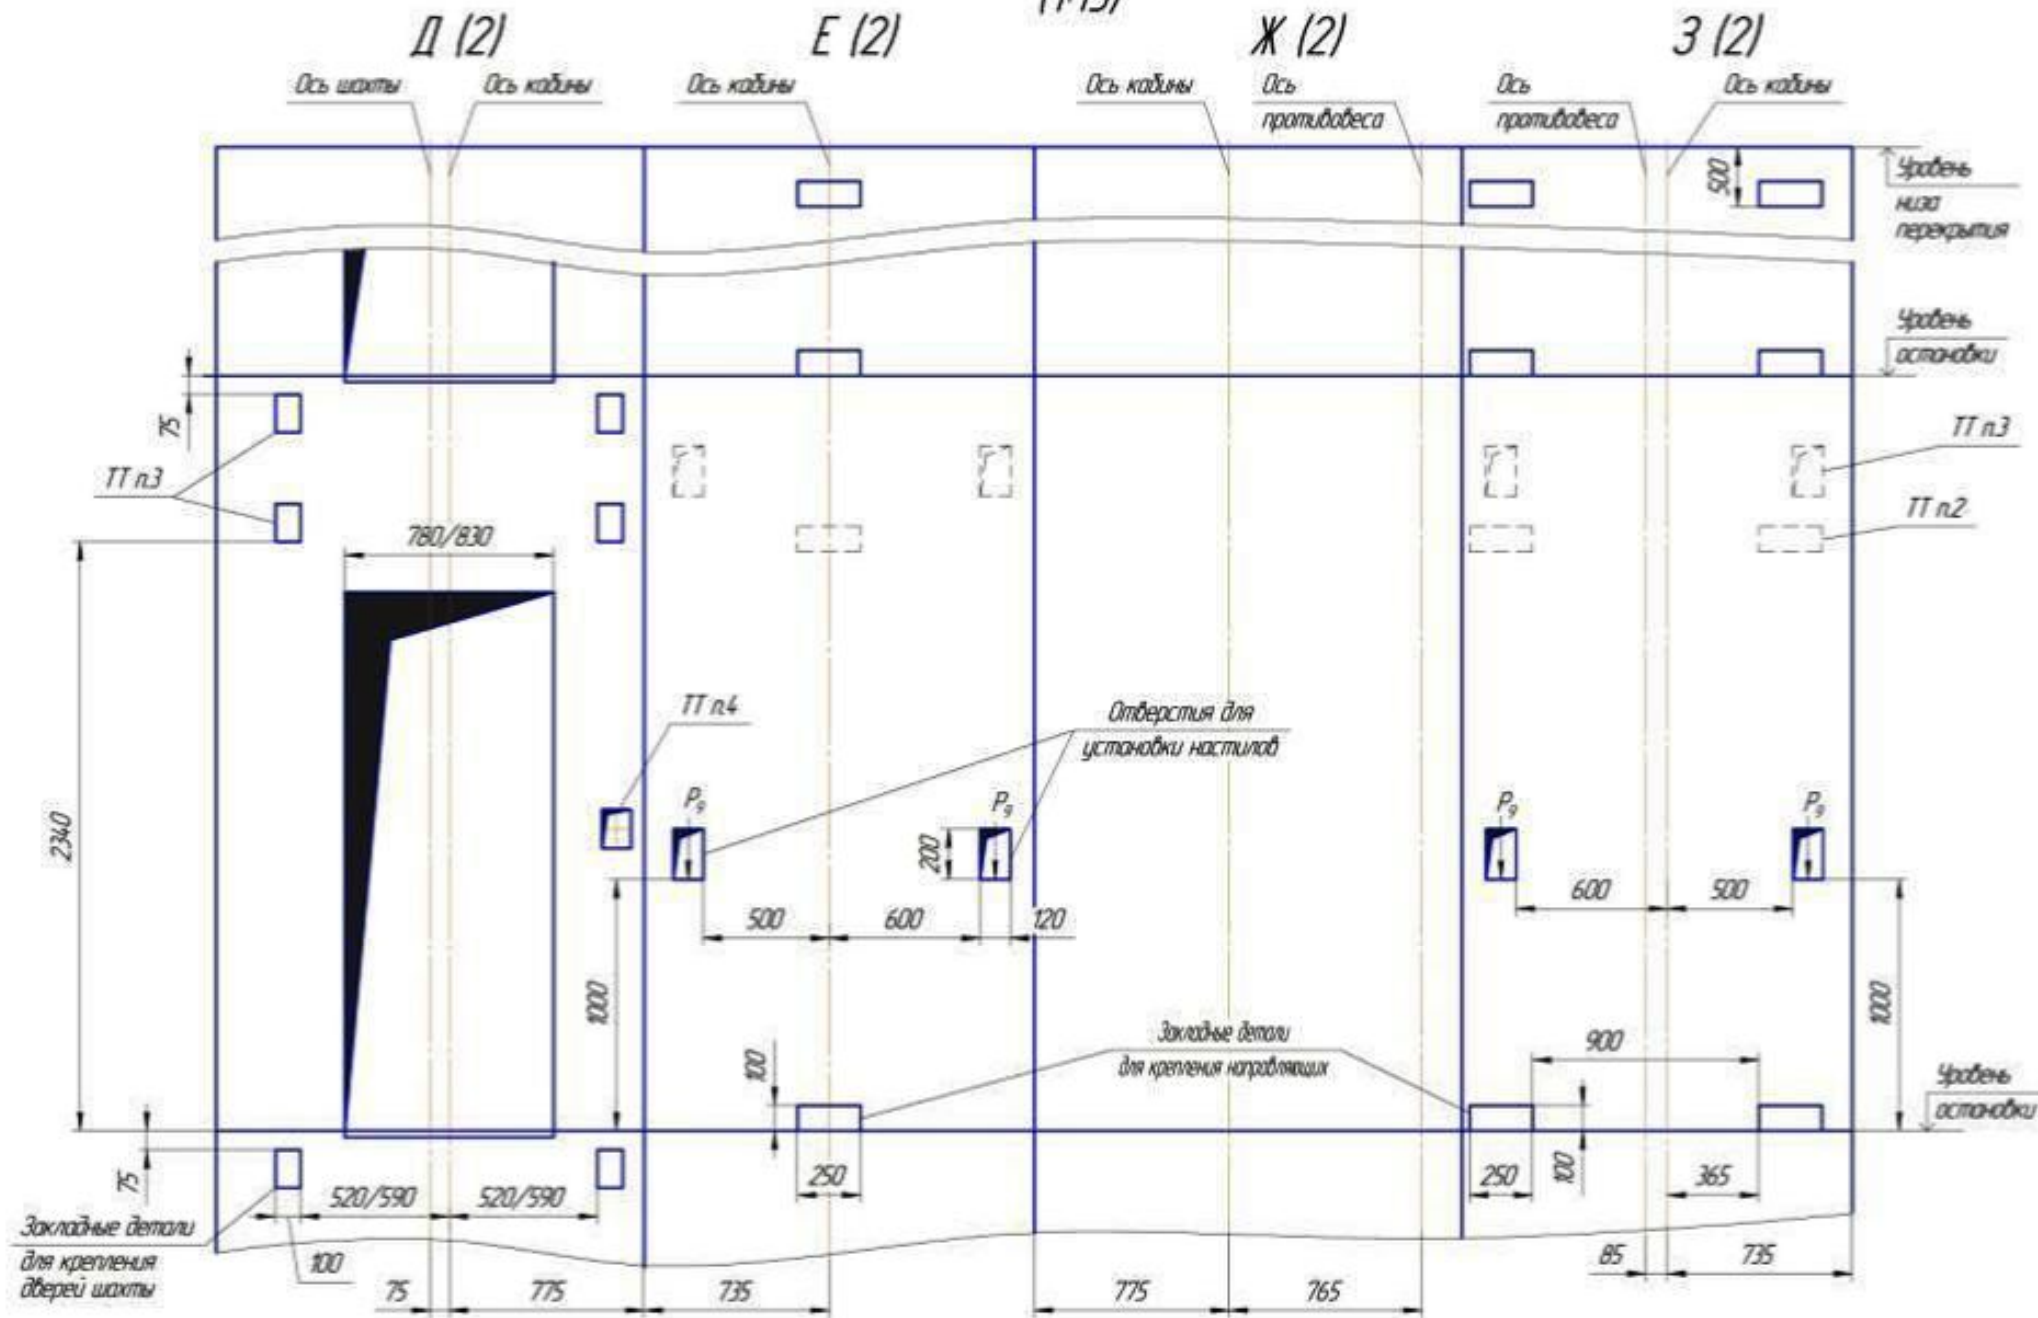 Д (2)
Е (2)
Ж (2)
З (2)
Ось шахты
Ось кабины
Ось кабины
Ось кабины
Ось
противовеса
Ось
противовеса
Ось кабины
500
Уровень
низа
перекрытия
Уровень
остановки
75
ТТ п.3
ТТ п.3
ТТ п.2
780/830
ТТ п.4
Отверстия для
установки настилов
2340
P9
P9
P9
P9
200
600
500
500
600
120
1000
1000
Закладные детали
для крепления направляющих
900
100
Уровень
остановки
75
250
250
100
365
520/590
520/590
Закладные детали
для крепления
дверей шахты
100
75
775
735
775
765
85
735